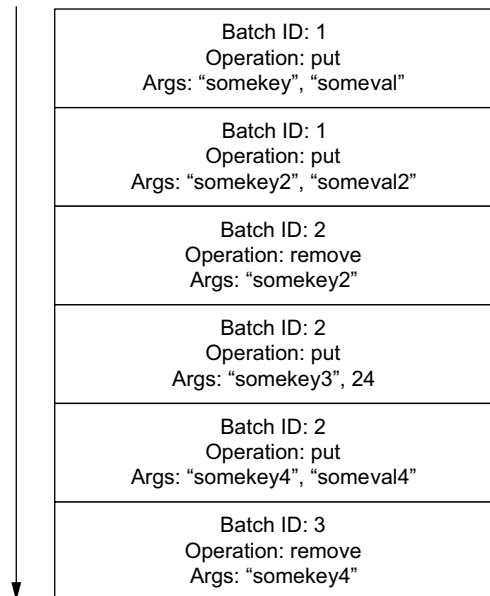 Batch ID: 1
Operation: put
Args: “somekey”, “someval”
Batch ID: 1
Operation: put
Args: “somekey2”, “someval2”
Batch ID: 2
Operation: remove
Args: “somekey2”
Batch ID: 2
Operation: put
Args: “somekey3”, 24
Batch ID: 2
Operation: put
Args: “somekey4”, “someval4”
Batch ID: 3
Operation: remove
Args: “somekey4”